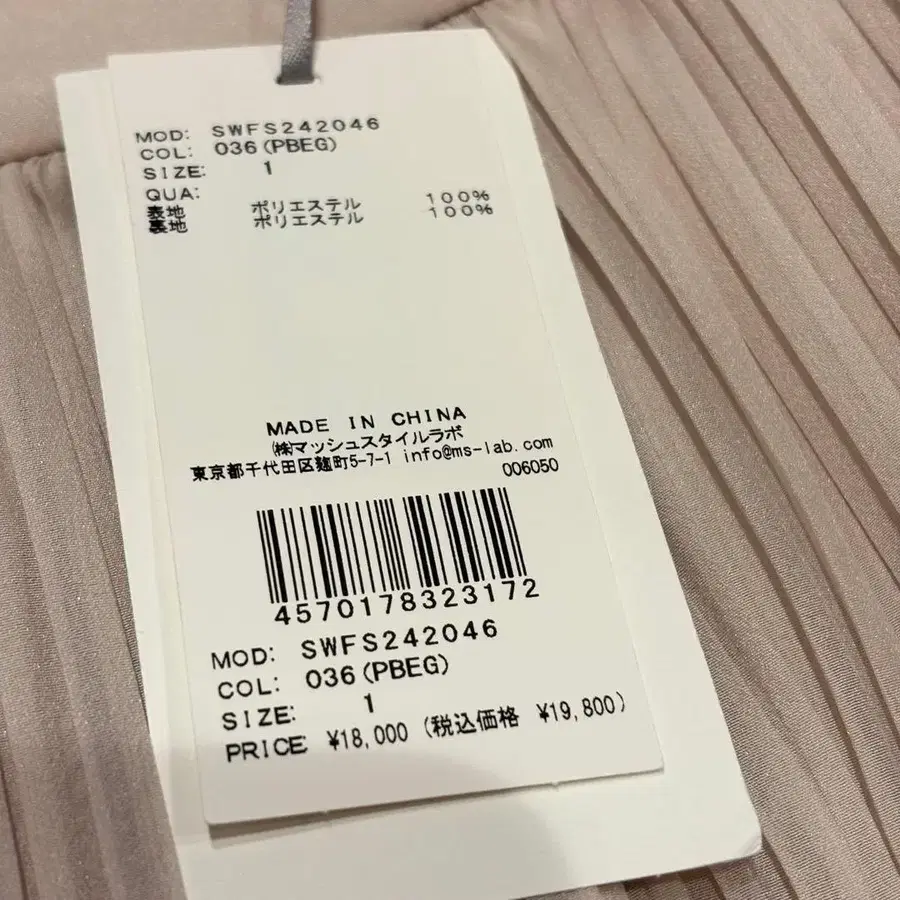 MOD: SWFS242046
COL: 036(PBEG)
SIZE: 1
QUA:
表地 ポリエステル 100%
裏地 ポリエステル 100%
MADE IN CHINA
㈱マッシュスタイルラボ
東京都千代田区麹町5-7-1 info@ms-lab.com
006050
4570178323172
MOD: SWFS242046
COL: 036(PBEG)
SIZE: 1
PRICE ¥18,000 (税込価格 ¥19,800)